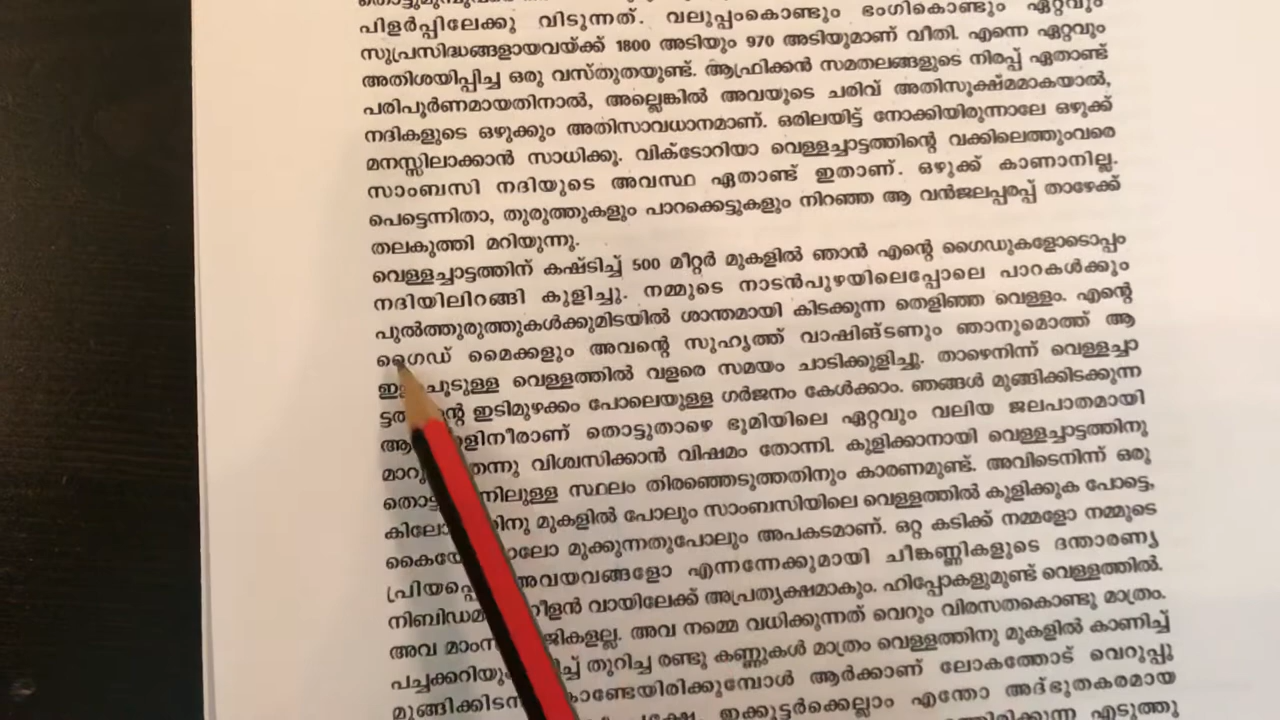 പിളർപ്പിലേക്കു വിടുന്നത്. വലുപ്പംകൊണ്ടും ഭംഗികൊണ്ടും ഏറ്റവും
സുപ്രസിദ്ധങ്ങളായവയ്ക്ക് 1800 അടിയും 970 അടിയുമാണ് വീതി. എന്നെ ഏറ്റവും
അതിശയിപ്പിച്ച ഒരു വസ്തുതയുണ്ട്. ആഫ്രിക്കൻ സമതലങ്ങളുടെ നിരപ്പ് ഏതാണ്ട്
പരിപൂർണമായതിനാൽ, അല്ലെങ്കിൽ അവയുടെ ചരിവ് അതിസൂക്ഷ്മമാകയാൽ,
നദികളുടെ ഒഴുക്കും അതിസാവധാനമാണ്. ഒരിലയിട്ട് നോക്കിയിരുന്നാലേ ഒഴുക്ക്
മനസ്സിലാക്കാൻ സാധിക്കൂ. വിക്ടോറിയാ വെള്ളച്ചാട്ടത്തിന്റെ വക്കിലെത്തുംവരെ
സാംബസി നദിയുടെ അവസ്ഥ ഏതാണ്ട് ഇതാണ്. ഒഴുക്ക് കാണാനില്ല.
പെട്ടെന്നിതാ, തുരുത്തുകളും പാറക്കെട്ടുകളും നിറഞ്ഞ ആ വൻജലപ്പരപ്പ് താഴേക്ക്
തലകുത്തി മറിയുന്നു.
വെള്ളച്ചാട്ടത്തിന് കഷ്ടിച്ച് 500 മീറ്റർ മുകളിൽ ഞാൻ എന്റെ ഗൈഡുകളോടൊപ്പം
നദിയിലിറങ്ങി കുളിച്ചു. നമ്മുടെ നാടൻപുഴയിലെപ്പോലെ പാറകൾക്കും
പുൽത്തുരുത്തുകൾക്കുമിടയിൽ ശാന്തമായി കിടക്കുന്ന തെളിഞ്ഞ വെള്ളം. എന്റെ
ഗൈഡ് മൈക്കളും അവന്റെ സുഹൃത്ത് വാഷിങ്ടണും ഞാനുമൊത്ത് ആ
വെള്ളത്തിൽ വളരെ സമയം ചാടിക്കുളിച്ചു. താഴെനിന്ന് വെള്ളച്ചാ
ഇടിമുഴക്കം പോലെയുള്ള ഗർജനം കേൾക്കാം. ഞങ്ങൾ മുങ്ങിക്കിടക്കുന്ന
ആ തൊട്ടുതാഴെ ഭൂമിയിലെ ഏറ്റവും വലിയ ജലപാതമായി
വിശ്വസിക്കാൻ വിഷമം തോന്നി. കുളിക്കാനായി വെള്ളച്ചാട്ടത്തിനു
സ്ഥലം തിരഞ്ഞെടുത്തതിനും കാരണമുണ്ട്. അവിടെനിന്ന് ഒരു
മുകളിൽ പോലും സാംബസിയിലെ വെള്ളത്തിൽ കുളിക്കുക പോട്ടെ,
മുക്കുന്നതുപോലും അപകടമാണ്. ഒറ്റ കടിക്ക് നമ്മളോ നമ്മുടെ
അവയവങ്ങളോ എന്നന്നേക്കുമായി ചീങ്കണ്ണികളുടെ ദന്താരണ്യ
വായിലേക്ക് അപ്രത്യക്ഷമാകും. ഹിപ്പോകളുമുണ്ട് വെള്ളത്തിൽ.
അവ അവ നമ്മെ വധിക്കുന്നത് വെറും വിരസതകൊണ്ടു മാത്രം.
തുറിച്ച രണ്ടു കണ്ണുകൾ മാത്രം വെള്ളത്തിനു മുകളിൽ കാണിച്ച്
ആർക്കാണ് ലോകത്തോട് വെറുപ്പു
ഇക്കൂട്ടർക്കെല്ലാം എന്തോ അദ്ഭുതകരമായ
എടുത്തു